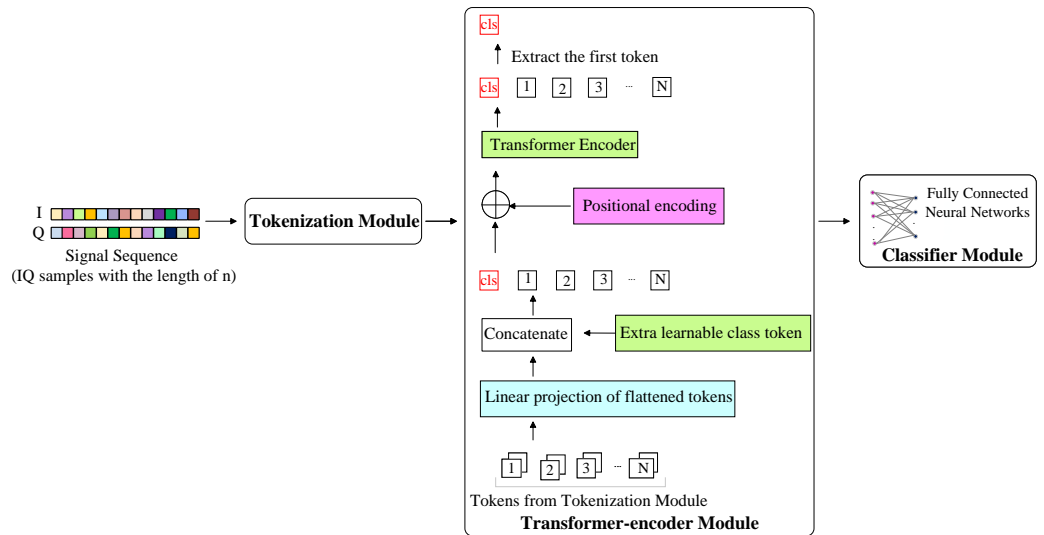 I
Q
Signal Sequence
(IQ samples with the length of n)
Tokenization Module
cls
Extract the first token
cls 1 2 3 ... N
Transformer Encoder
Positional encoding
cls 1 2 3 ... N
Concatenate
Extra learnable class token
Linear projection of flattened tokens
1 2 3 ... N
Tokens from Tokenization Module
Transformer-encoder Module
Fully Connected
Neural Networks
Classifier Module